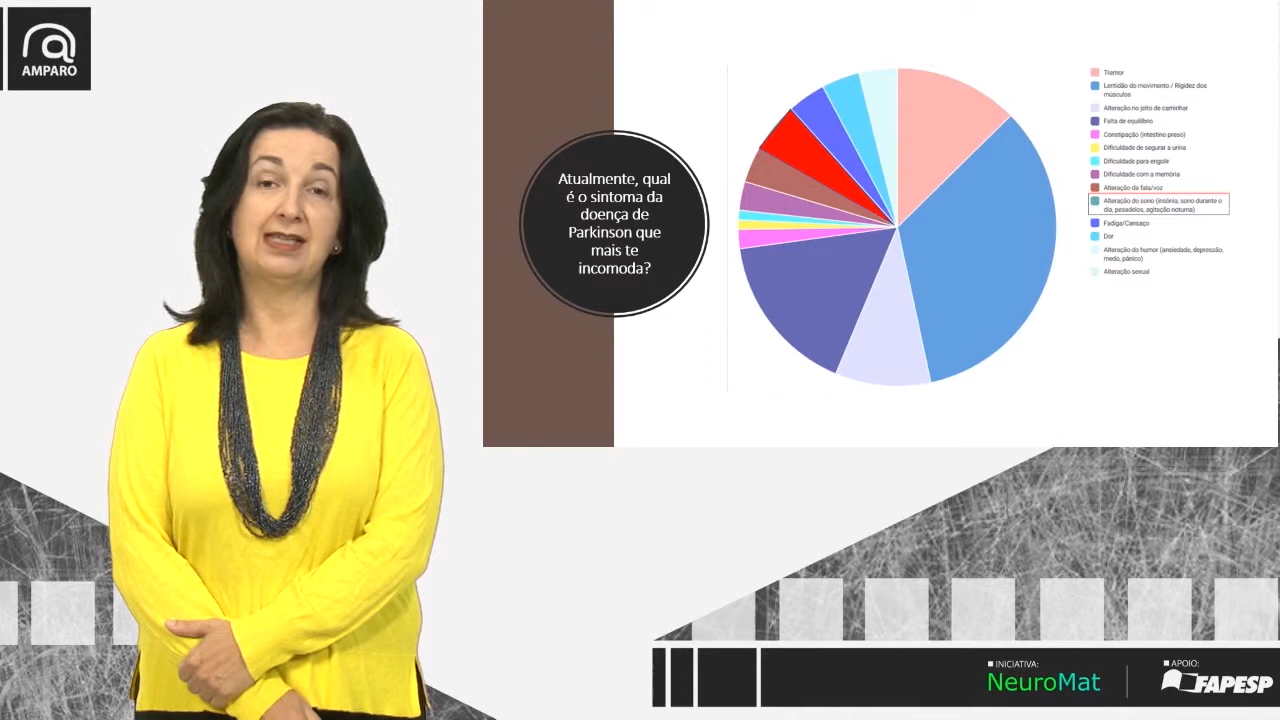 AMPARO
Atualmente, qual
é o sintoma da
doença de
Parkinson que
mais te
incomoda?
Tremor
Lentidão do movimento / Rigidez dos
músculos
Alteração no jeito de caminhar
Falta de equilíbrio
Constipação (intestino preso)
Dificuldade de segurar a urina
Dificuldade para engolir
Dificuldade com a memória
Alteração da fala/voz
Alteração do sono (insônia, sono durante o
dia, pesadelos, agitação noturna)
Fadiga/Cansaço
Dor
Alteração do humor (ansiedade, depressão,
medo, pânico)
Alteração sexual
INICIATIVA:
NeuroMat
APOIO:
FAPESP